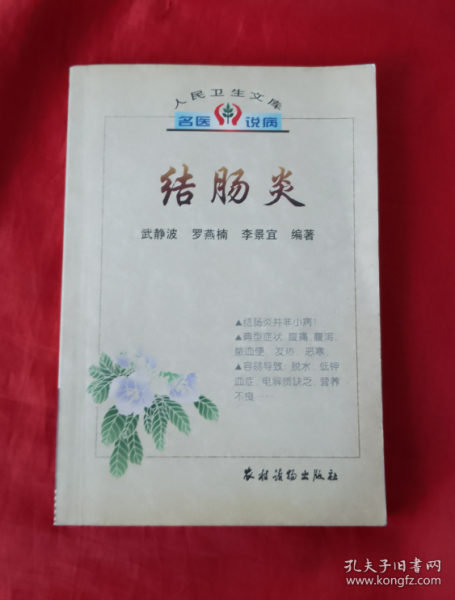 人民卫生文库
名医 说病
结肠炎
武静波 罗燕楠 李景宜 编著
▲结肠炎并非小病！
▲典型症状：腹痛、腹泻、
脓血便、发热、恶寒。
▲容易导致：脱水、低钾
血症、电解质缺乏、营养
不良……
农村读物出版社
孔夫子旧书网
www.kongfz.com